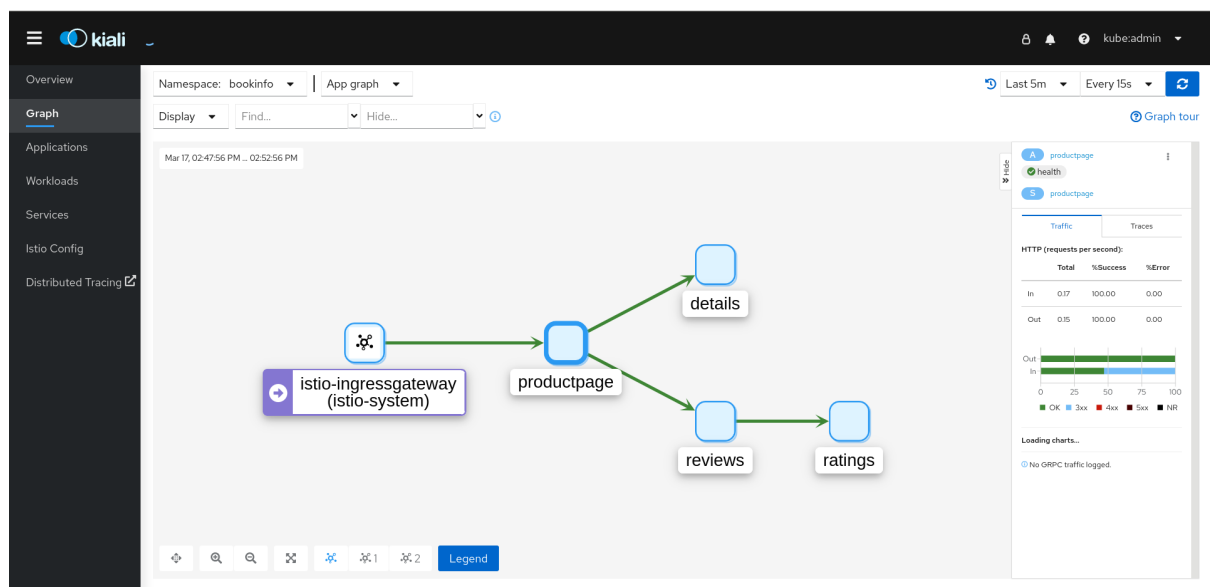 kiali
kube:admin
Overview
Graph
Applications
Workloads
Services
Istio Config
Distributed Tracing
Namespace: bookinfo
App graph
Last 5m
Every 15s
Display
Find...
Hide...
Graph tour
Mar 17, 02:47:56 PM ... 02:52:56 PM
details
istio-ingressgateway
(istio-system)
productpage
reviews
ratings
1
2
Legend
Hide
A productpage
health
S productpage
Traffic Traces
HTTP (requests per second):
Total %Success %Error
In 0.17 100.00 0.00
Out 0.15 100.00 0.00
Out
In
0 25 50 75 100
OK 3xx 4xx 5xx NR
Loading charts...
No GRPC traffic logged.